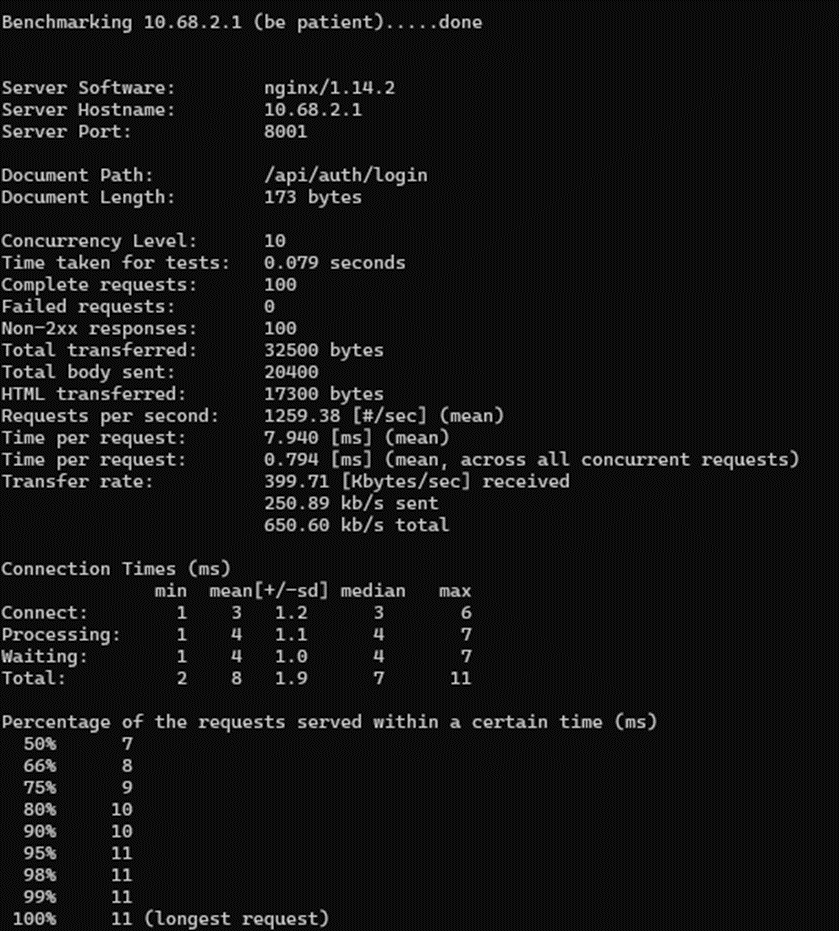 Benchmarking 10.68.2.1 (be patient).....done
Server Software:        nginx/1.14.2
Server Hostname:        10.68.2.1
Server Port:            8001
Document Path:          /api/auth/login
Document Length:        173 bytes
Concurrency Level:      10
Time taken for tests:   0.079 seconds
Complete requests:      100
Failed requests:        0
Non-2xx responses:      100
Total transferred:      32500 bytes
Total body sent:        20400
HTML transferred:       17300 bytes
Requests per second:    1259.38 [#/sec] (mean)
Time per request:       7.940 [ms] (mean)
Time per request:       0.794 [ms] (mean, across all concurrent requests)
Transfer rate:          399.71 [Kbytes/sec] received
                        250.89 kb/s sent
                        650.60 kb/s total
Connection Times (ms)
              min  mean[+/-sd] median   max
Connect:        1    3   1.2      3       6
Processing:     1    4   1.1      4       7
Waiting:        1    4   1.0      4       7
Total:          2    8   1.9      7      11
Percentage of the requests served within a certain time (ms)
  50%      7
  66%      8
  75%      9
  80%     10
  90%     10
  95%     11
  98%     11
  99%     11
 100%     11 (longest request)